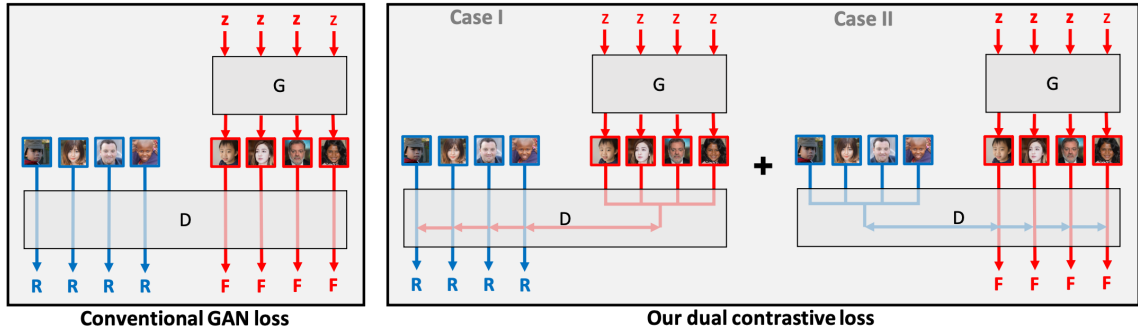 z z z z
G
D
R R R R F F F F
Conventional GAN loss
Case I
z z z z
G
D
R R R R
+
Case II
z z z z
G
D
F F F F
Our dual contrastive loss